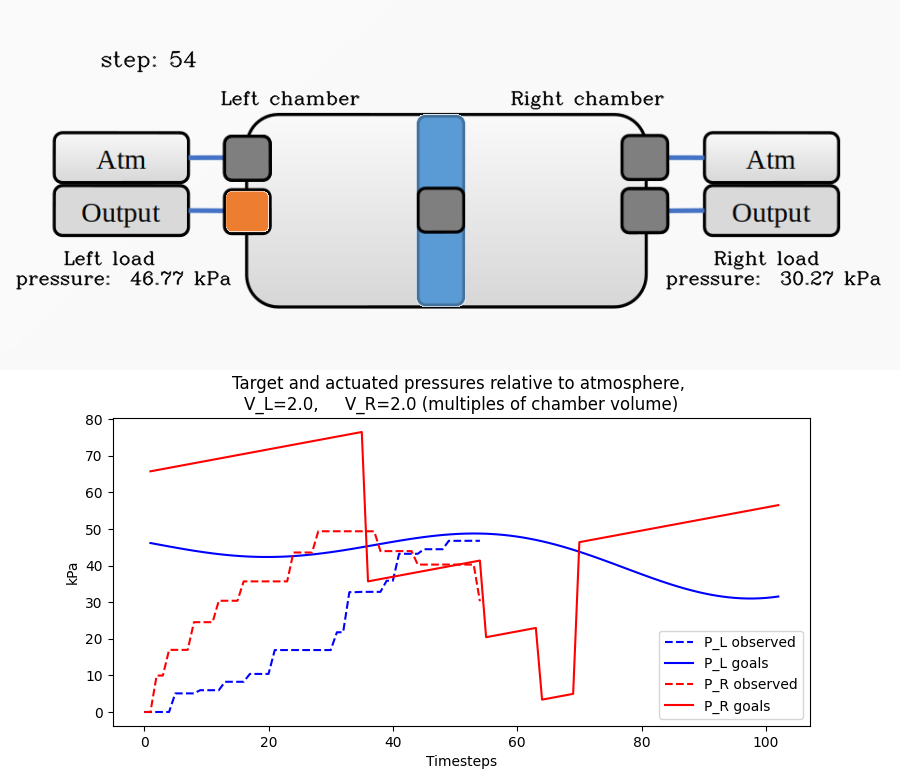 step: 54
Left chamber
Right chamber
Atm
Atm
Output
Output
Left load
pressure: 46.77 kPa
Right load
pressure: 30.27 kPa
Target and actuated pressures relative to atmosphere,
V_L=2.0, V_R=2.0 (multiples of chamber volume)
80
70
60
50
40
30
20
10
0
kPa
P_L observed
P_L goals
P_R observed
P_R goals
0 20 40 60 80 100
Timesteps